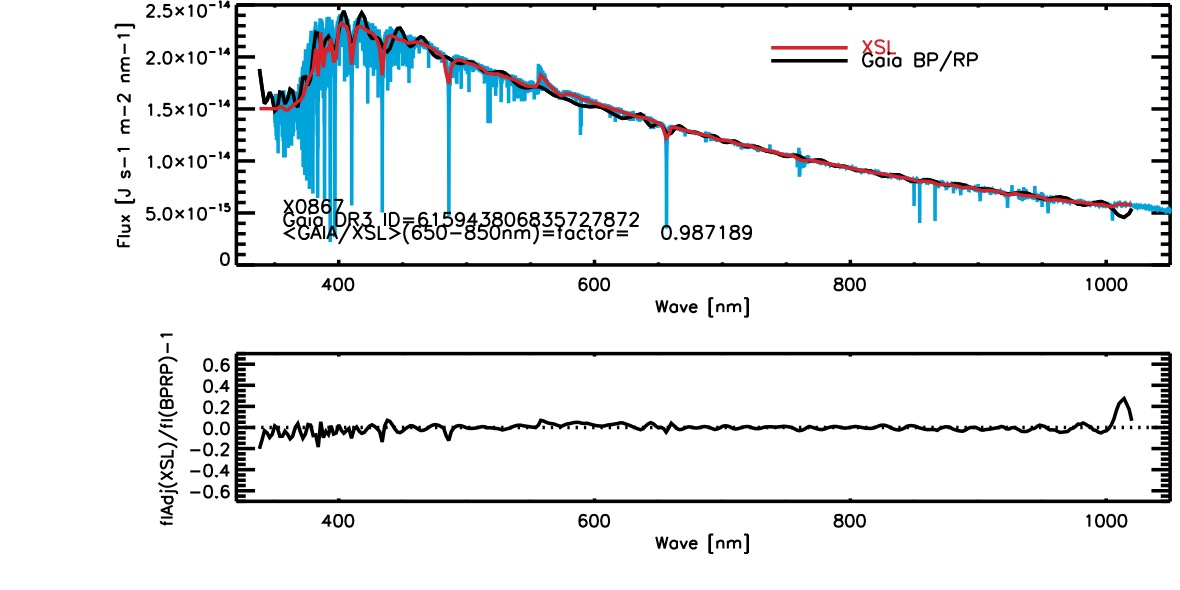 2.5×10−14
2.0×10−14
1.5×10−14
1.0×10−14
5.0×10−15
0
Flux [J s−1 m−2 nm−1]
XSL
Gaia BP/RP
X0867
Gaia DR3 ID=615943806835727872
<GAIA/XSL>(650−850nm)=factor= 0.987189
400 600 800 1000
Wave [nm]
flAdj(XSL)/fl(BPRP)−1
0.6
0.4
0.2
0.0
−0.2
−0.4
−0.6
400 600 800 1000
Wave [nm]